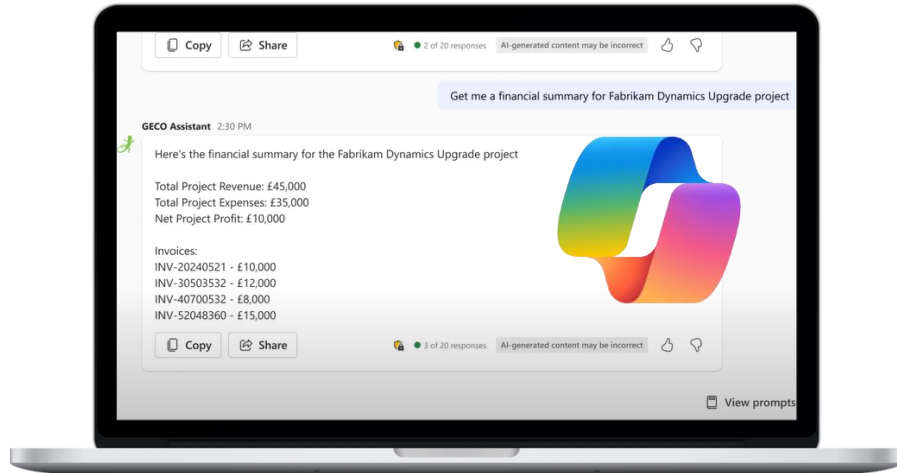 Copy Share 2 of 20 responses AI-generated content may be incorrect
Get me a financial summary for Fabrikam Dynamics Upgrade project
GECO Assistant 2:30 PM
Here's the financial summary for the Fabrikam Dynamics Upgrade project
Total Project Revenue: £45,000
Total Project Expenses: £35,000
Net Project Profit: £10,000
Invoices:
INV-20240521 - £10,000
INV-30503532 - £12,000
INV-40700532 - £8,000
INV-52048360 - £15,000
Copy Share 3 of 20 responses AI-generated content may be incorrect
View prompts